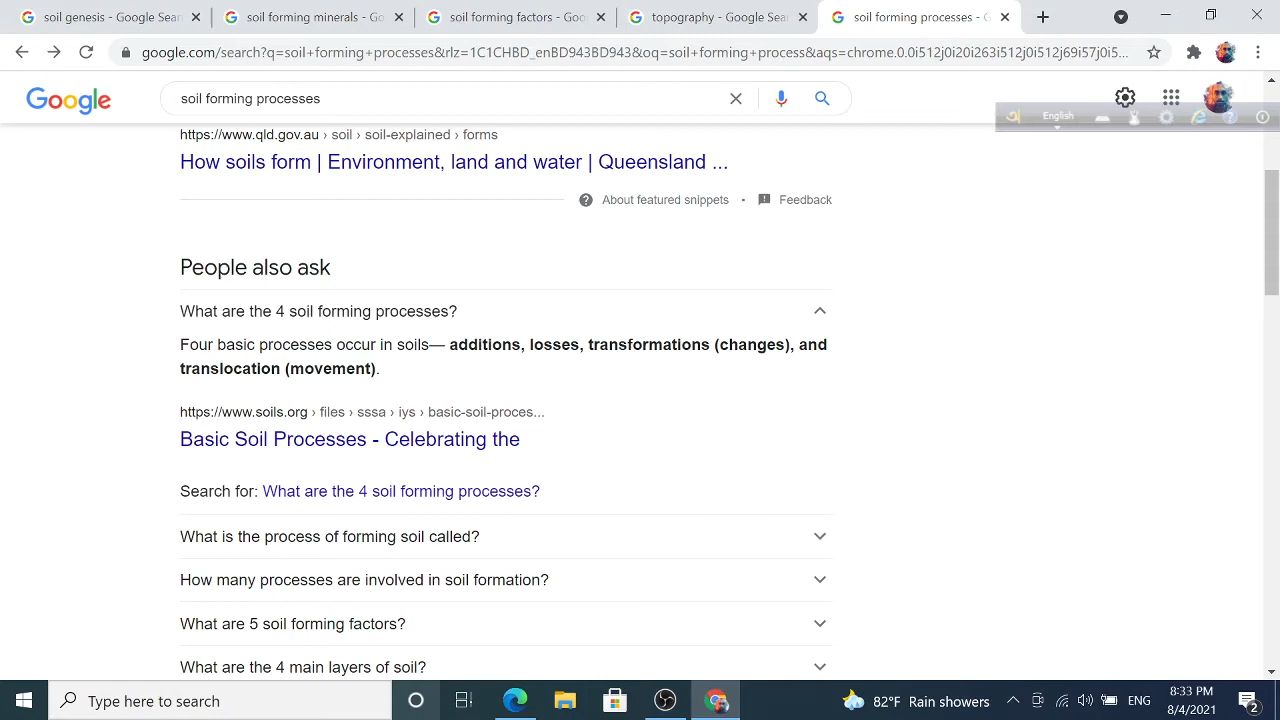 soil genesis - Google Sear
soil forming minerals - Go
soil forming factors - Goo
topography - Google Searc
soil forming processes - G
google.com/search?q=soil+forming+processes&rlz=1C1CHBD_enBD943BD943&oq=soil+forming+process&aqs=chrome.0.0i512j0i20i263i512j0i512j69i57j0i5...
Google
soil forming processes
English
https://www.qld.gov.au › soil › soil-explained › forms
How soils form | Environment, land and water | Queensland ...
About featured snippets • Feedback
People also ask
What are the 4 soil forming processes?
Four basic processes occur in soils— additions, losses, transformations (changes), and
translocation (movement).
https://www.soils.org › files › sssa › iys › basic-soil-proces...
Basic Soil Processes - Celebrating the
Search for: What are the 4 soil forming processes?
What is the process of forming soil called?
How many processes are involved in soil formation?
What are 5 soil forming factors?
What are the 4 main layers of soil?
Type here to search
82°F Rain showers
ENG
8:33 PM
8/4/2021
2